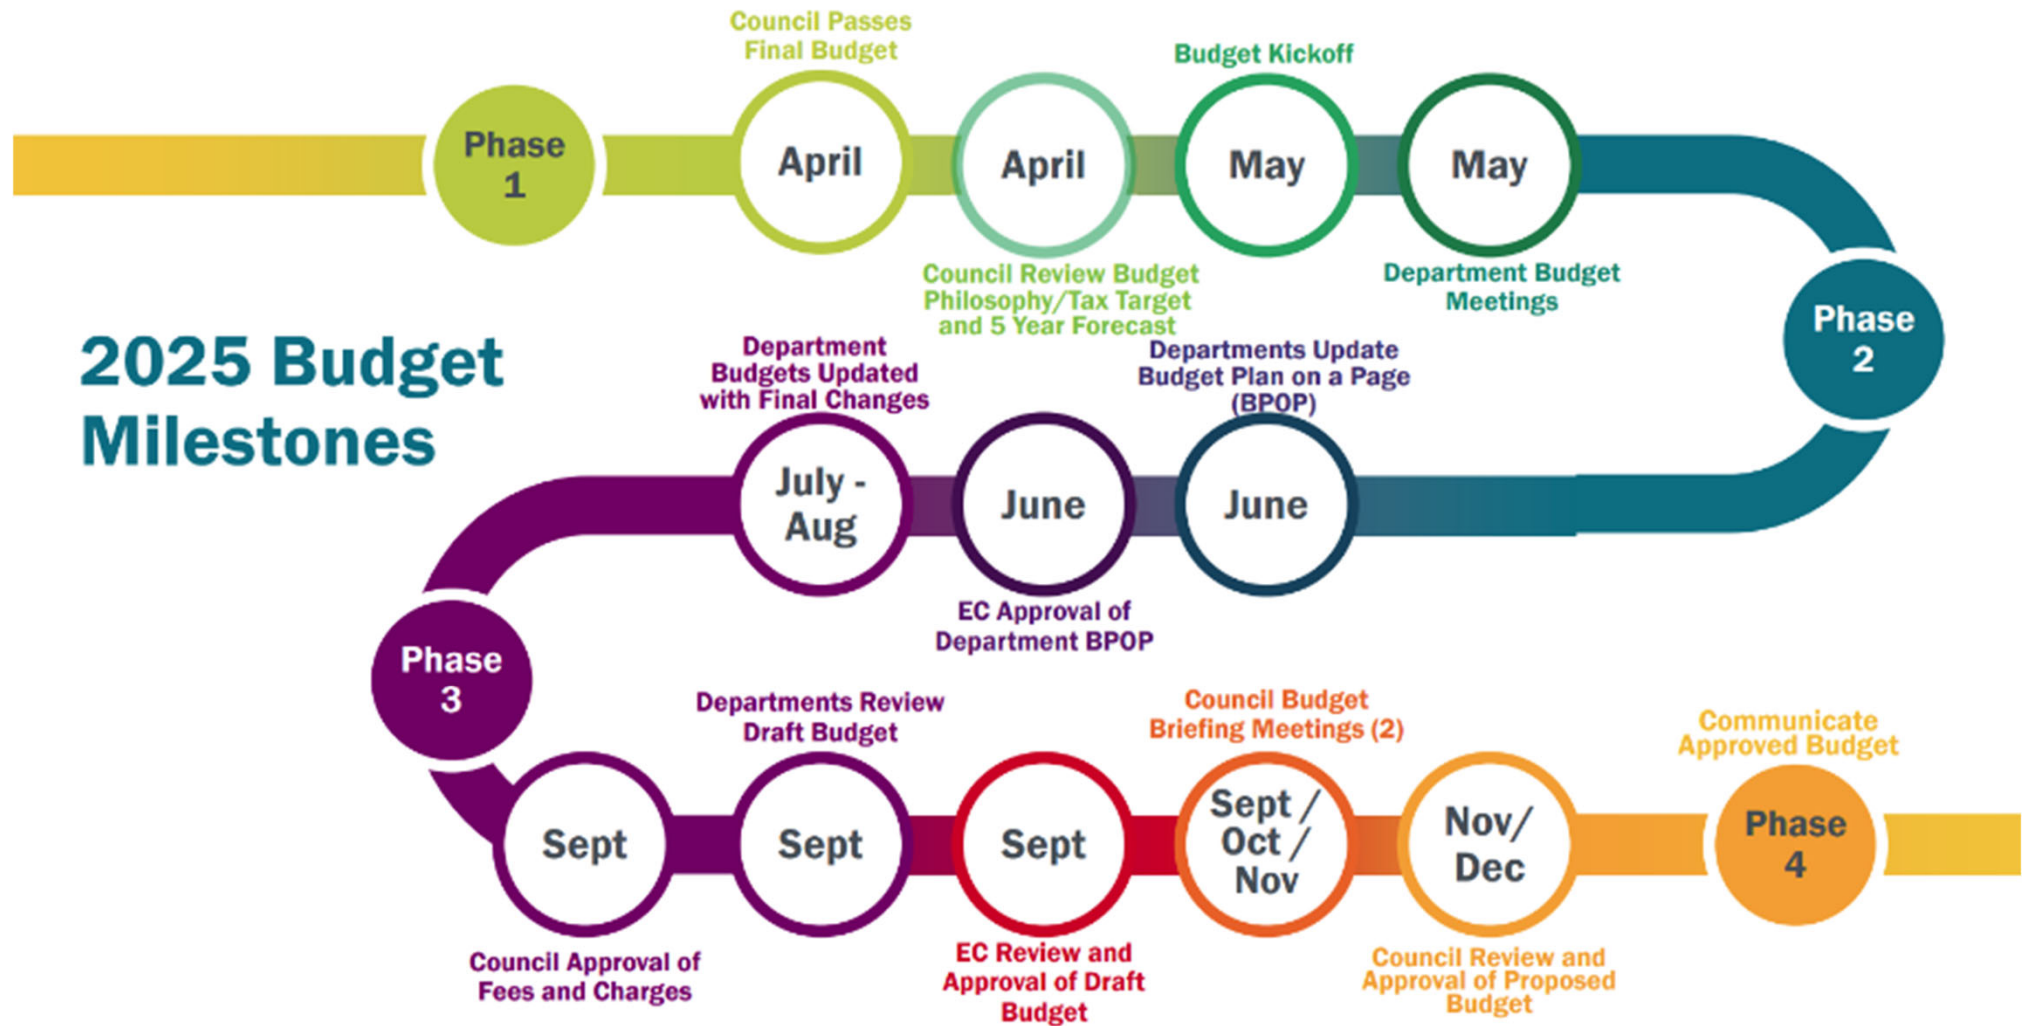 Council Passes
Final Budget
Budget Kickoff
Phase
1
April
April
May
May
Council Review Budget
Philosophy/Tax Target
and 5 Year Forecast
Department Budget
Meetings
Phase
2
2025 Budget
Milestones
Departments Update
Budget Plan on a Page
(BPOP)
June
June
EC Approval of
Department BPOP
Department
Budgets Updated
with Final Changes
July -
Aug
Phase
3
Sept
Council Approval of
Fees and Charges
Departments Review
Draft Budget
Sept
Sept
EC Review and
Approval of Draft
Budget
Council Budget
Briefing Meetings (2)
Sept /
Oct /
Nov
Nov/
Dec
Council Review and
Approval of Proposed
Budget
Communicate
Approved Budget
Phase
4